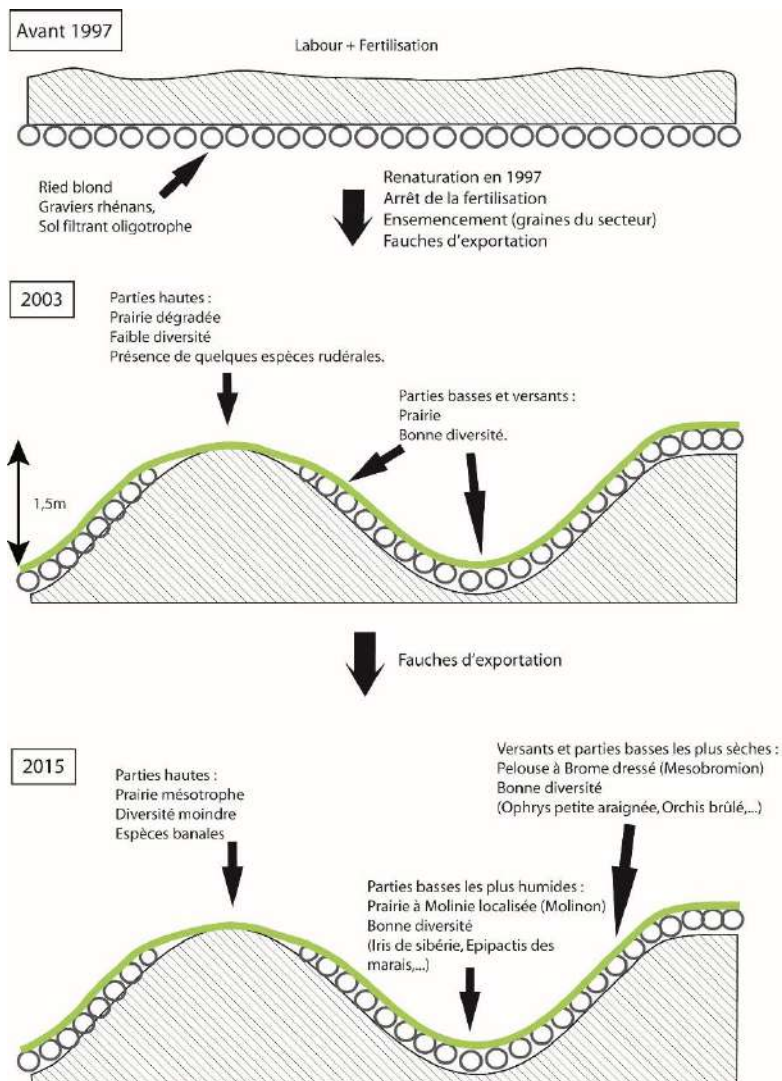 Avant 1997
Labour + Fertilisation
Ried blond
Graviers rhénans,
Sol filtrant oligotrophe
Renaturation en 1997
Arrêt de la fertilisation
Ensemencement (graines du secteur)
Fauches d'exportation
2003
Parties hautes :
Prairie dégradée
Faible diversité
Présence de quelques espèces rudérales.
Parties basses et versants :
Prairie
Bonne diversité.
1,5m
Fauches d'exportation
2015
Parties hautes :
Prairie mésotrophe
Diversité moindre
Espèces banales
Versants et parties basses les plus sèches :
Pelouse à Brome dressé (Mesobromion)
Bonne diversité
(Ophrys petite araignée, Orchis brûlé,...)
Parties basses les plus humides :
Prairie à Molinie localisée (Molinon)
Bonne diversité
(Iris de sibérie, Epipactis des
marais,...)